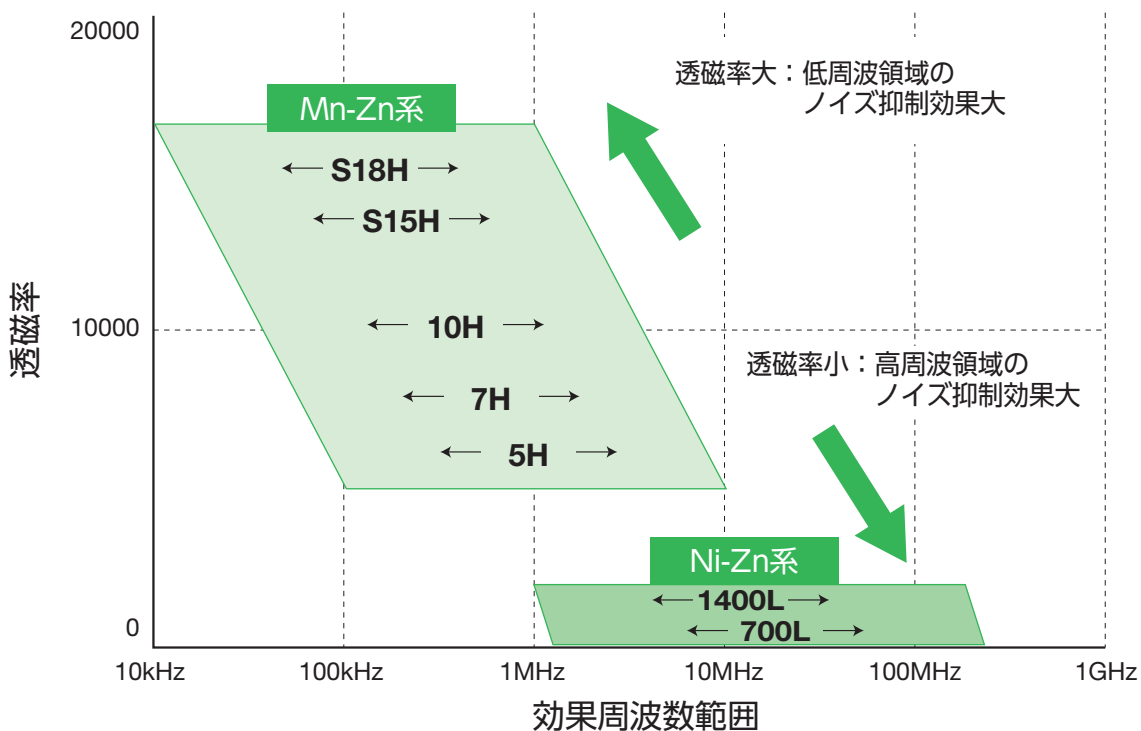 20000
透磁率大：低周波領域の
ノイズ抑制効果大
Mn-Zn系
S18H
S15H
透磁率
10000
10H
透磁率小：高周波領域の
ノイズ抑制効果大
7H
5H
Ni-Zn系
1400L
700L
0
10kHz 100kHz 1MHz 10MHz 100MHz 1GHz
効果周波数範囲